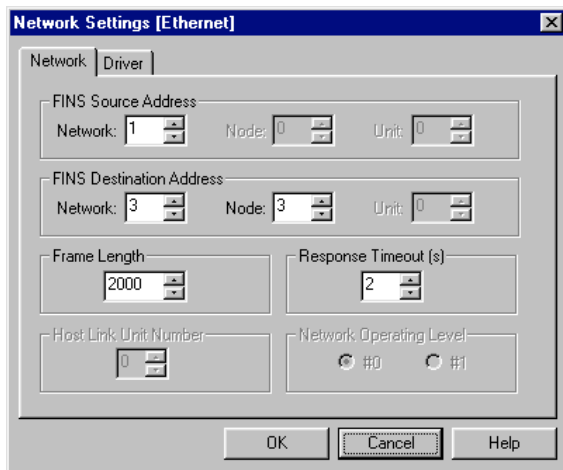 Network Settings [Ethernet]
Network Driver
FINS Source Address
Network: 1 Node: 0 Unit: 0
FINS Destination Address
Network: 3 Node: 3 Unit: 0
Frame Length Response Timeout (s)
2000 2
Host Link Unit Number Network Operating Level
0 #0 #1
OK Cancel Help